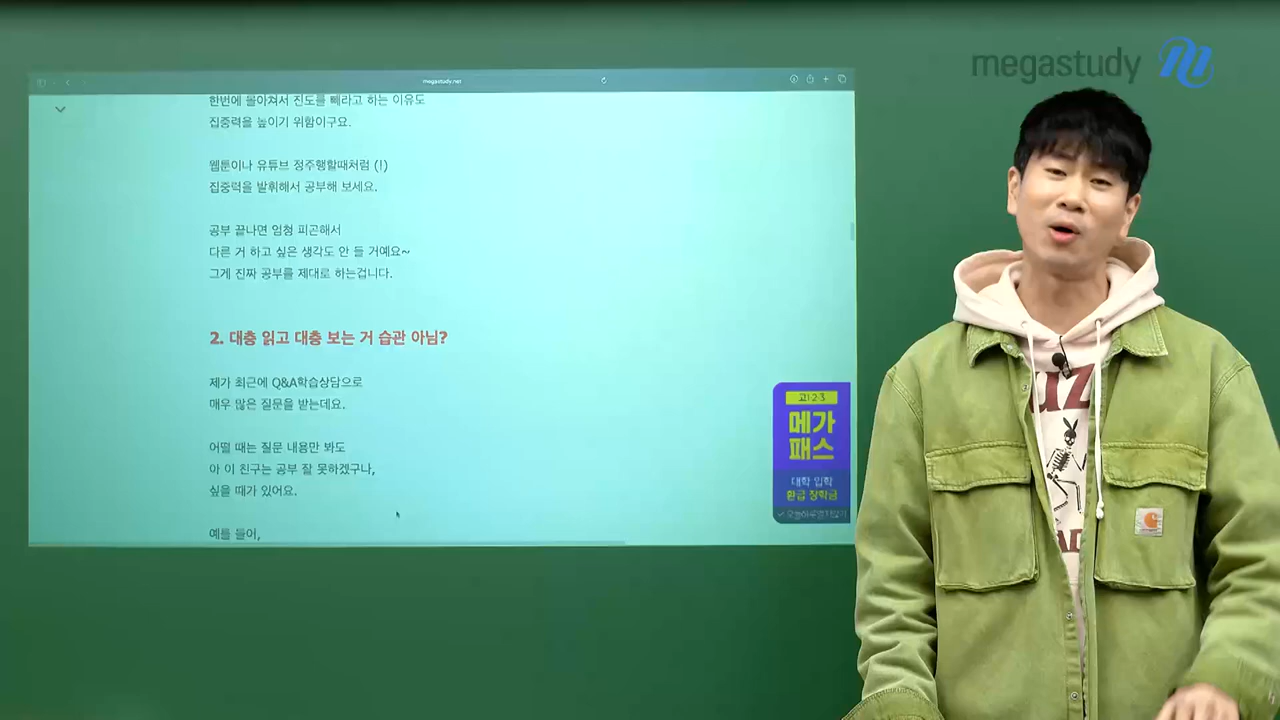 megastudy
megastudy.net
한번에 몰아쳐서 진도를 빼라고 하는 이유도
집중력을 높이기 위함이구요.
웹툰이나 유튜브 정주행할때처럼 (!)
집중력을 발휘해서 공부해 보세요.
공부 끝나면 엄청 피곤해서
다른 거 하고 싶은 생각도 안 들 거예요~
그게 진짜 공부를 제대로 하는겁니다.
2. 대충 읽고 대충 보는 거 습관 아님?
제가 최근에 Q&A학습상담으로
매우 많은 질문을 받는데요.
어떨 때는 질문 내용만 봐도
아 이 친구는 공부 잘 못하겠구나,
싶을 때가 있어요.
예를 들어,
고1·2·3
메가
패스
대학 입학
환급 장학금